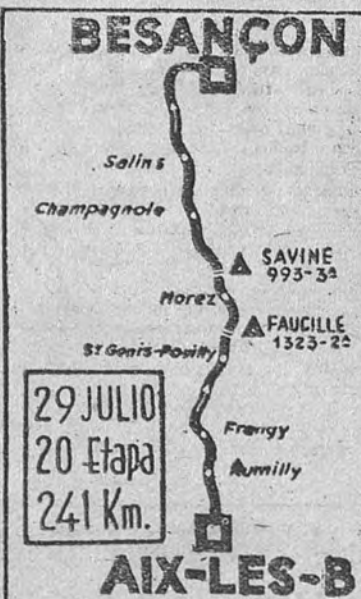 BESANÇON
Salins
Champagnole
SAVINE
993-3ª
Morez
FAUCILLE
1323-2ª
St Genis-Pouilly
29 JULIO
20 Etapa
241 Km.
Frangy
Rumilly
AIX-LES-B